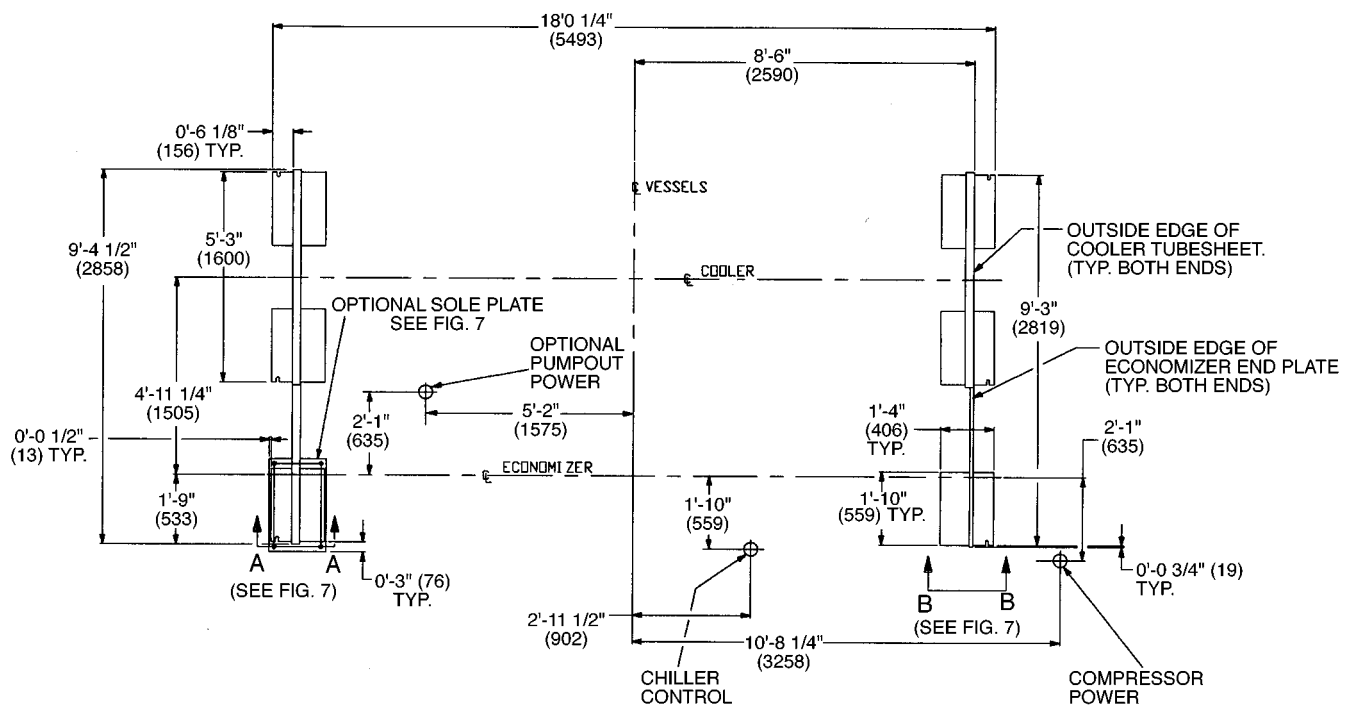 18'0 1/4"
(5493)
8'-6"
(2590)
0'-6 1/8"
(156) TYP.
℄ VESSELS
9'-4 1/2"
(2858)
5'-3"
(1600)
OUTSIDE EDGE OF
COOLER TUBESHEET.
(TYP. BOTH ENDS)
℄ COOLER
OPTIONAL SOLE PLATE
SEE FIG. 7
9'-3"
(2819)
OPTIONAL
PUMPOUT
POWER
OUTSIDE EDGE OF
ECONOMIZER END PLATE
(TYP. BOTH ENDS)
4'-11 1/4"
(1505)
2'-1"
(635)
5'-2"
(1575)
1'-4"
(406)
TYP.
2'-1"
(635)
0'-0 1/2"
(13) TYP.
℄ ECONOMIZER
1'-9"
(533)
1'-10"
(559)
1'-10"
(559) TYP.
A
A
(SEE FIG. 7)
0'-3" (76)
TYP.
0'-0 3/4" (19)
TYP.
B
B
(SEE FIG. 7)
2'-11 1/2"
(902)
10'-8 1/4"
(3258)
CHILLER
CONTROL
COMPRESSOR
POWER